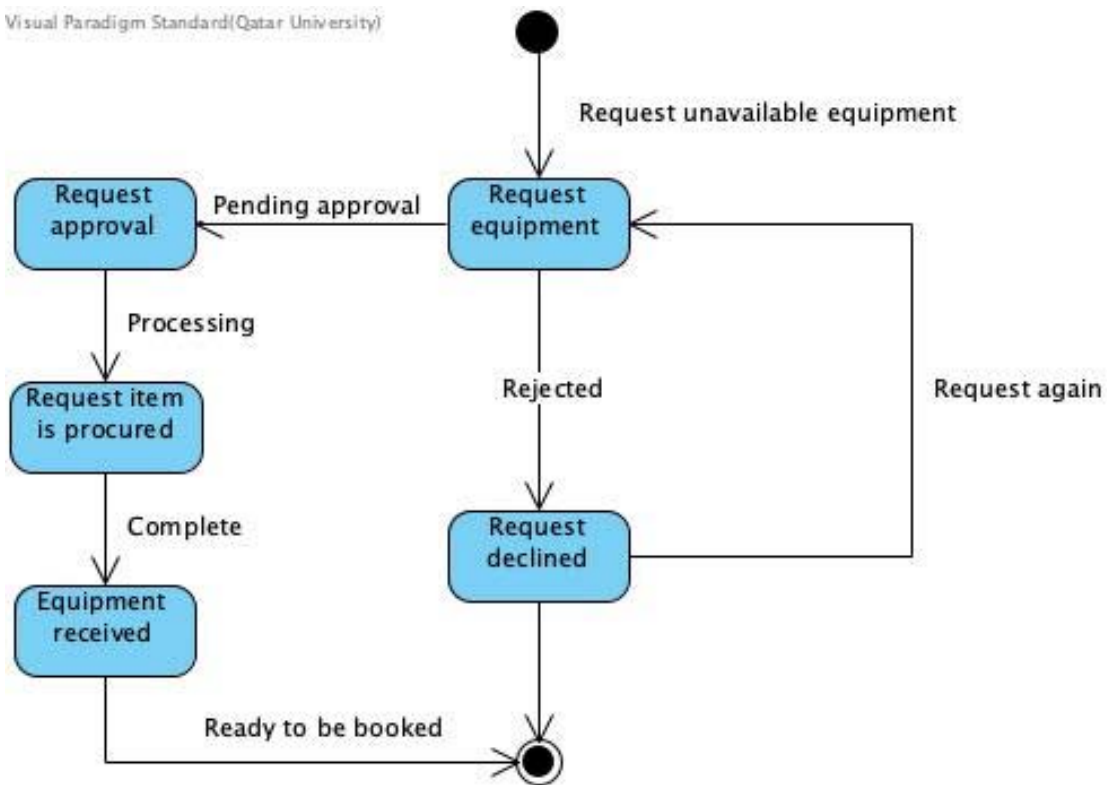 Visual Paradigm Standard(Qatar University)
Request unavailable equipment
Request
approval
Pending approval
Request
equipment
Processing
Request item
is procured
Rejected
Request again
Complete
Request
declined
Equipment
received
Ready to be booked